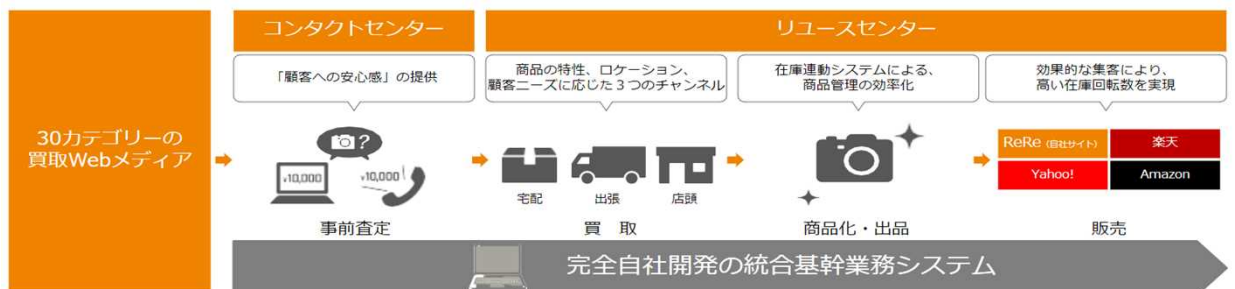 30カテゴリーの
買取Webメディア
コンタクトセンター
「顧客への安心感」の提供
?
¥10,000
¥10,000
事前査定
リユースセンター
商品の特性、ロケーション、
顧客ニーズに応じた３つのチャンネル
宅配
出張
店頭
買 取
在庫連動システムによる、
商品管理の効率化
商品化・出品
効果的な集客により、
高い在庫回転数を実現
ReRe (自社サイト)
楽天
Yahoo!
Amazon
販売
完全自社開発の統合基幹業務システム